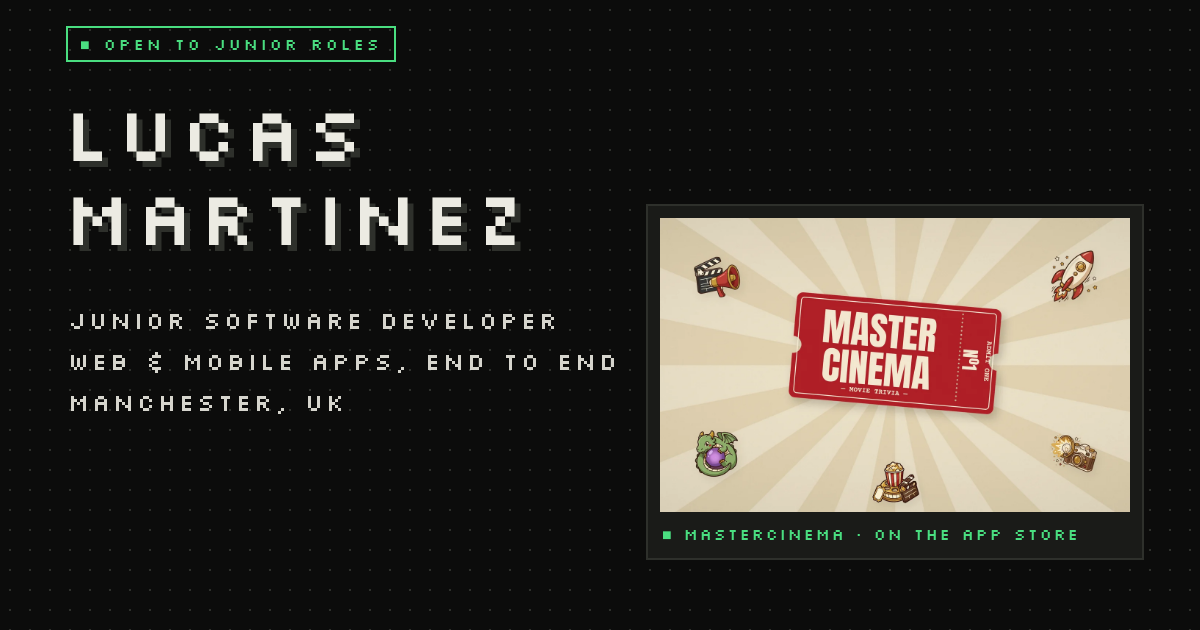 OPEN TO JUNIOR ROLES
LUCAS
MARTINEZ
JUNIOR SOFTWARE DEVELOPER
WEB & MOBILE APPS, END TO END
MANCHESTER, UK
MASTER
CINEMA
— MOVIE TRIVIA —
Nº1
ADMIT ONE
MASTERCINEMA · ON THE APP STORE